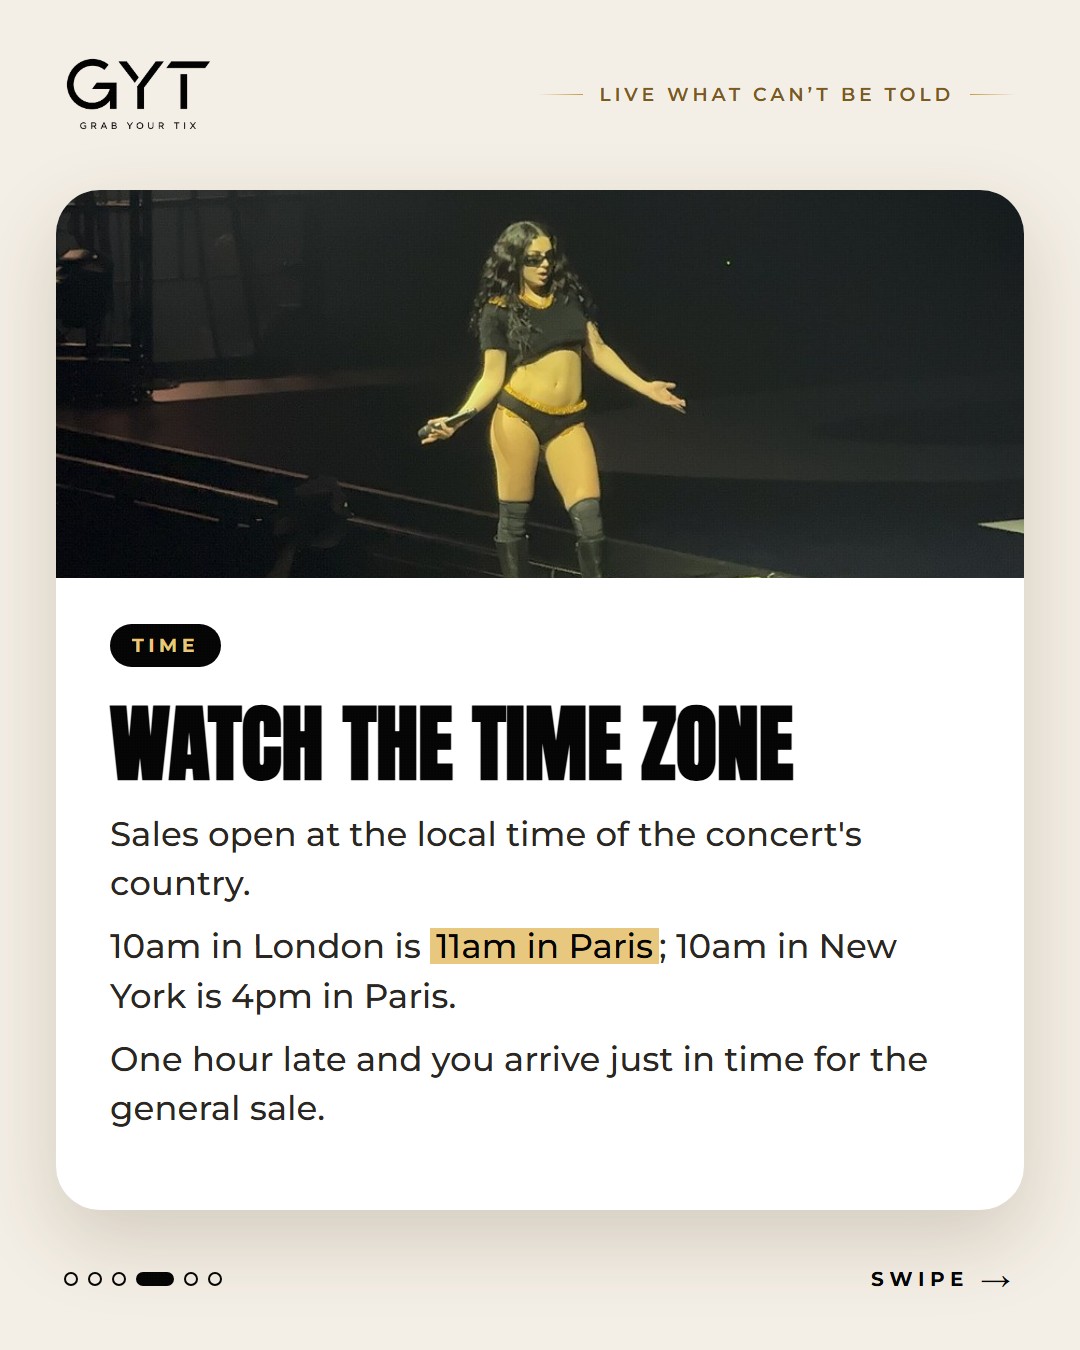 GYT
GRAB YOUR TIX
LIVE WHAT CAN’T BE TOLD
TIME
WATCH THE TIME ZONE
Sales open at the local time of the concert's
country.
10am in London is 11am in Paris; 10am in New
York is 4pm in Paris.
One hour late and you arrive just in time for the
general sale.
SWIPE →